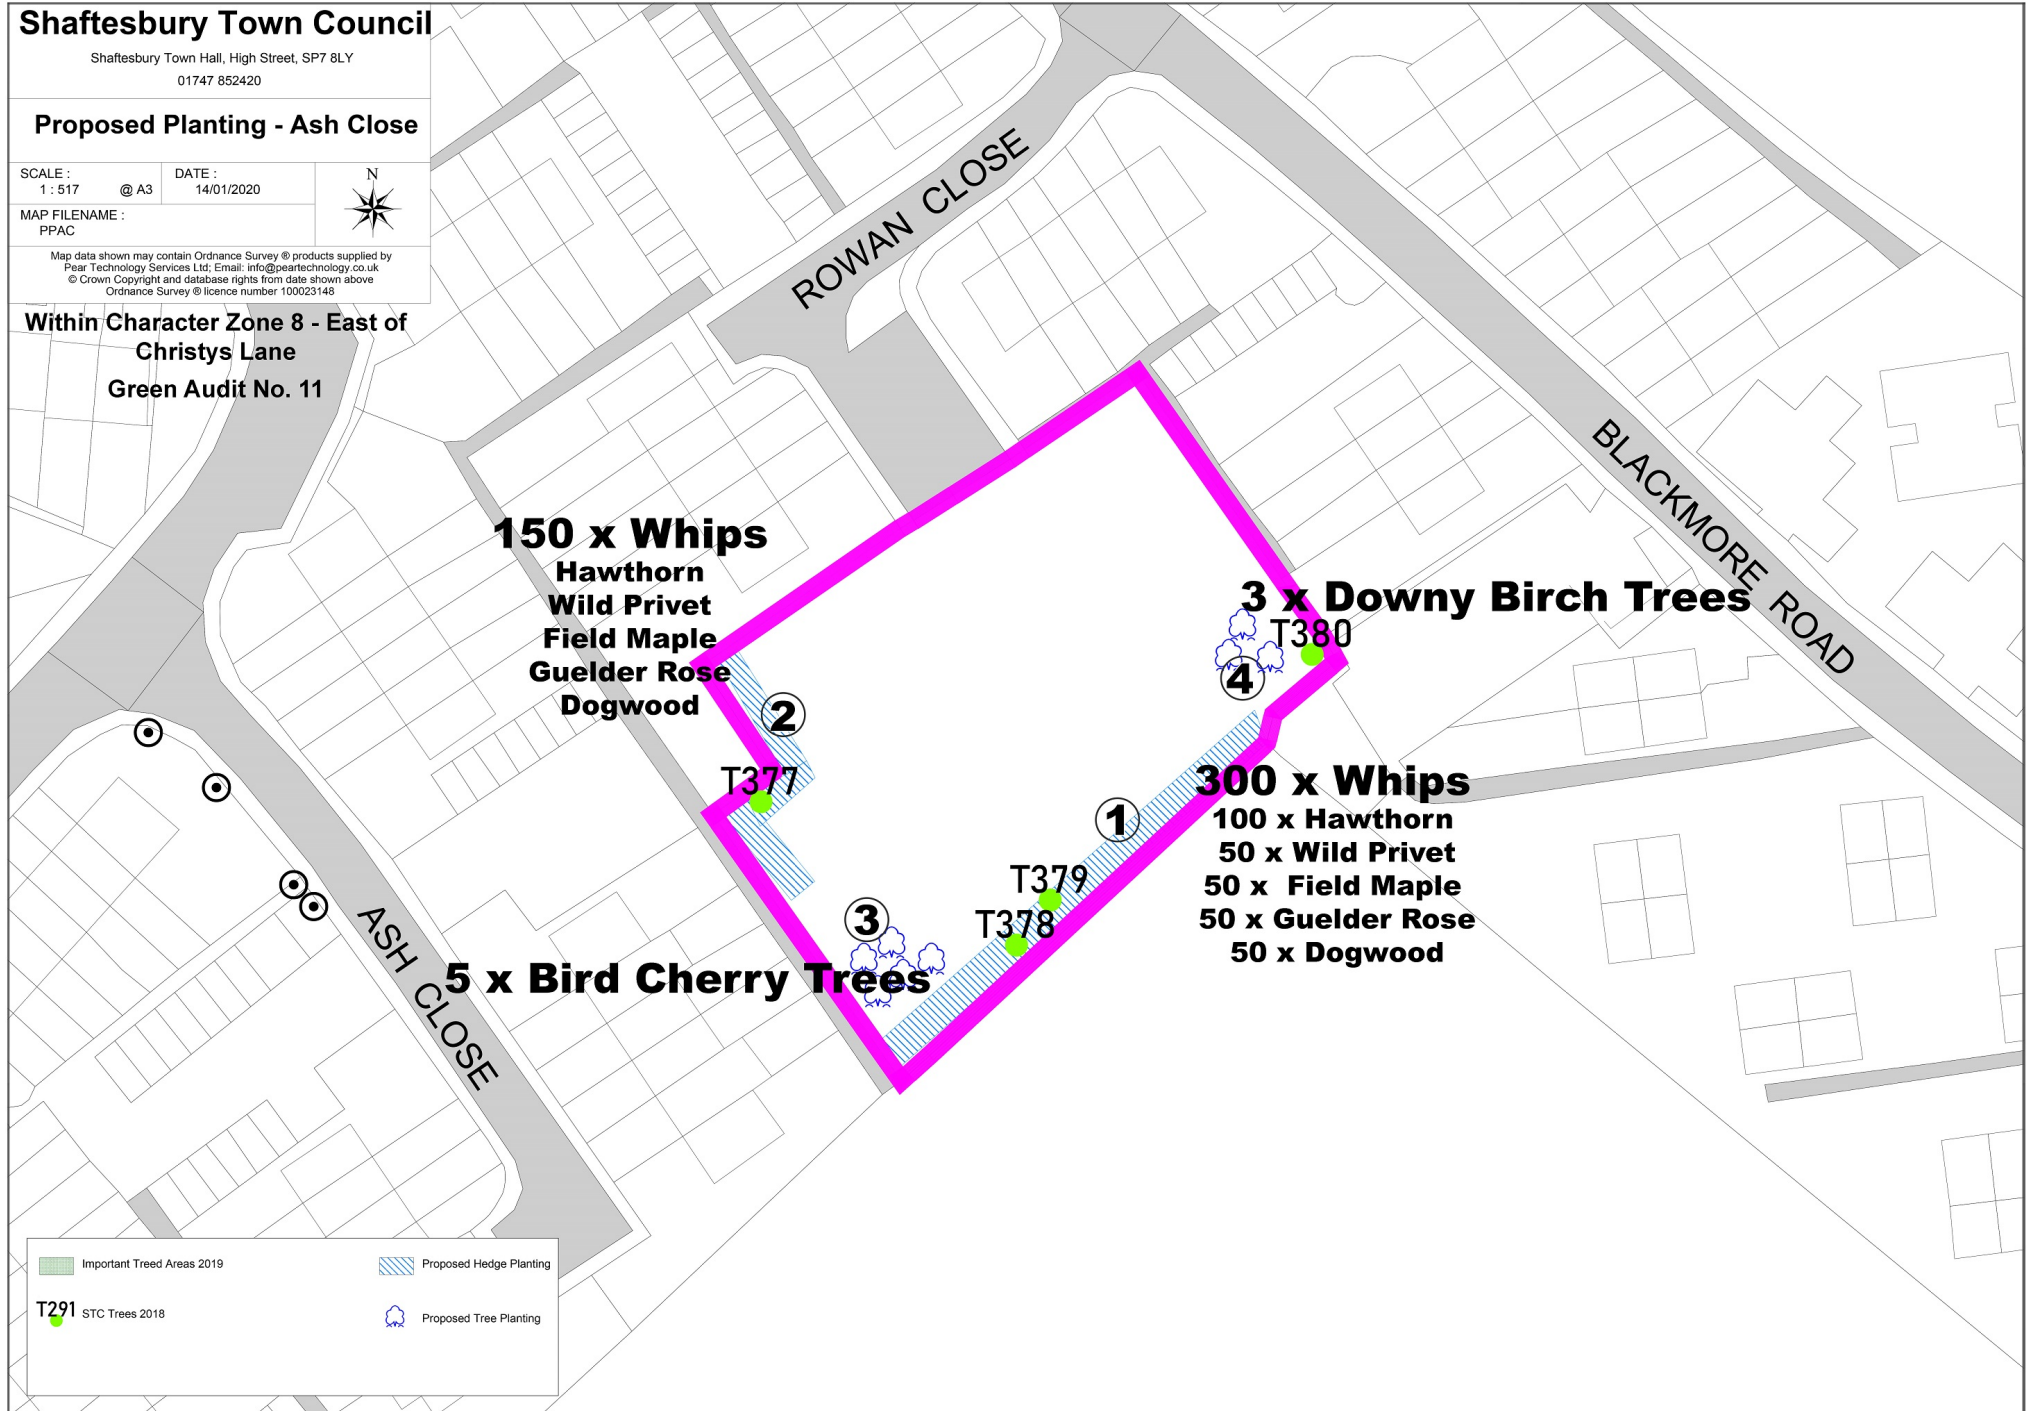 Shaftesbury Town Council
Shaftesbury Town Hall, High Street, SP7 8LY
01747 852420
Proposed Planting - Ash Close
SCALE :
1 : 517 @ A3
DATE :
14/01/2020
N
MAP FILENAME :
PPAC
Map data shown may contain Ordnance Survey ® products supplied by
Pear Technology Services Ltd; Email: info@peartechnology.co.uk
© Crown Copyright and database rights from date shown above
Ordnance Survey ® licence number 100023148
Within Character Zone 8 - East of
Christys Lane
Green Audit No. 11
ROWAN CLOSE
BLACKMORE ROAD
ASH CLOSE
150 x Whips
Hawthorn
Wild Privet
Field Maple
Guelder Rose
Dogwood
2
T377
3 x Downy Birch Trees
T380
4
300 x Whips
100 x Hawthorn
50 x Wild Privet
50 x Field Maple
50 x Guelder Rose
50 x Dogwood
1
T379
T378
3
5 x Bird Cherry Trees
Important Treed Areas 2019
Proposed Hedge Planting
T291 STC Trees 2018
Proposed Tree Planting